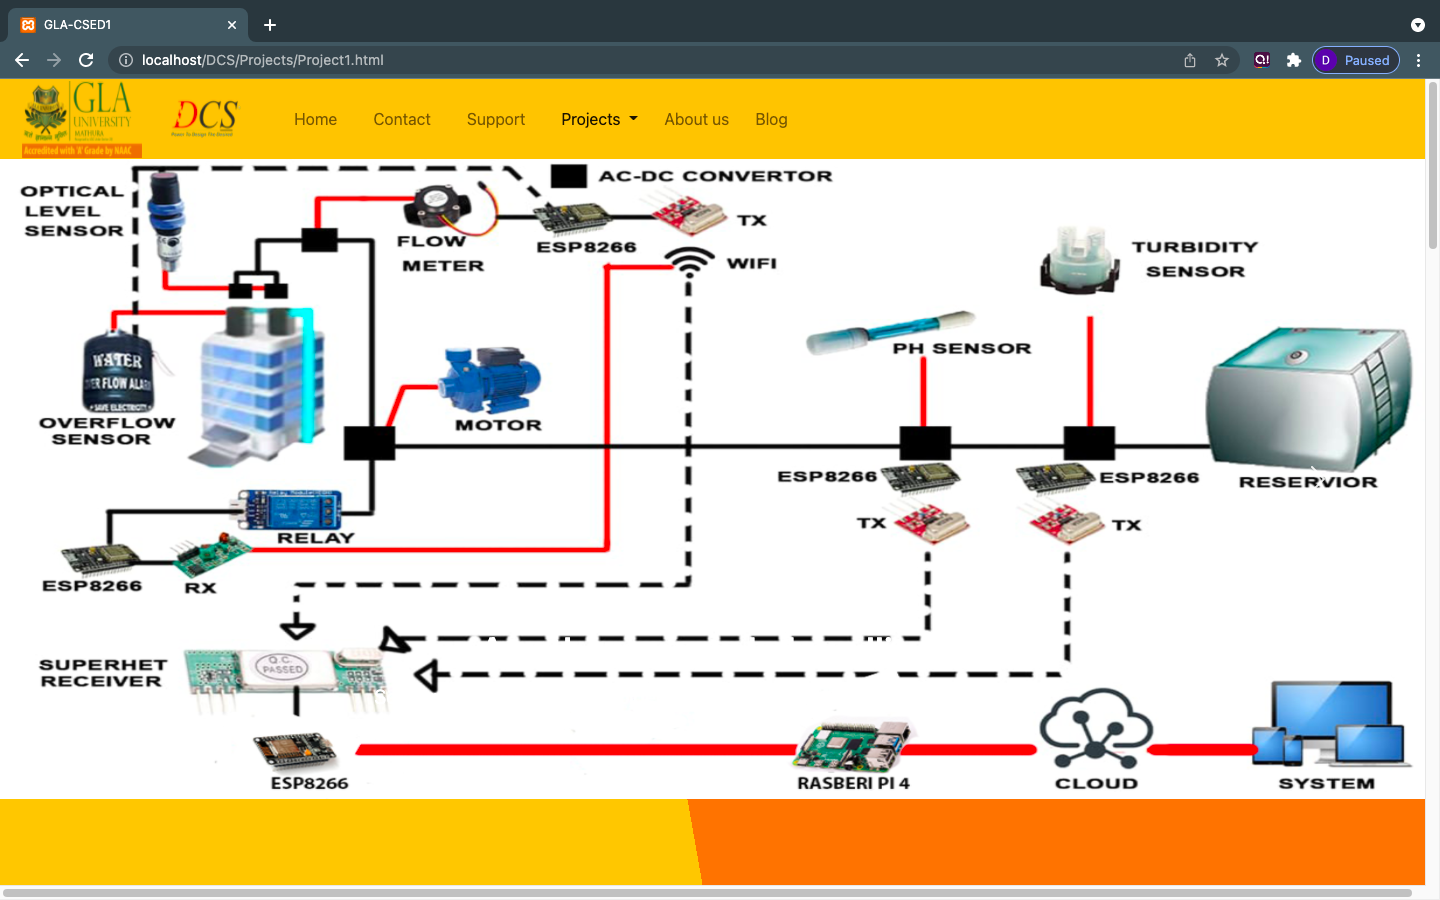 GLA-CSED1
localhost/DCS/Projects/Project1.html
D Paused
GLA
UNIVERSITY
MATHURA
Accredited with 'A' Grade by NAAC
DCS
Home
Contact
Support
Projects
About us
Blog
AC-DC CONVERTOR
OPTICAL
LEVEL
SENSOR
FLOW
METER
ESP8266
TX
WIFI
TURBIDITY
SENSOR
PH SENSOR
WATER
OVERFLOW
SENSOR
MOTOR
ESP8266
ESP8266
RESERVIOR
TX
TX
RELAY
ESP8266
RX
SUPERHET
RECEIVER
Q.C.
PASSED
ESP8266
RASBERI PI 4
CLOUD
SYSTEM